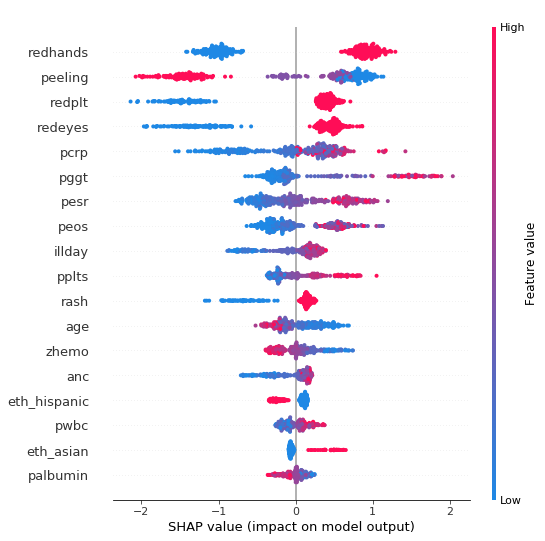 High
redhands
peeling
redplt
redeyes
pcrp
pggt
pesr
peos
illday
pplts
rash
age
zhemo
anc
eth_hispanic
pwbc
eth_asian
palbumin
Feature value
Low
−2 −1 0 1 2
SHAP value (impact on model output)